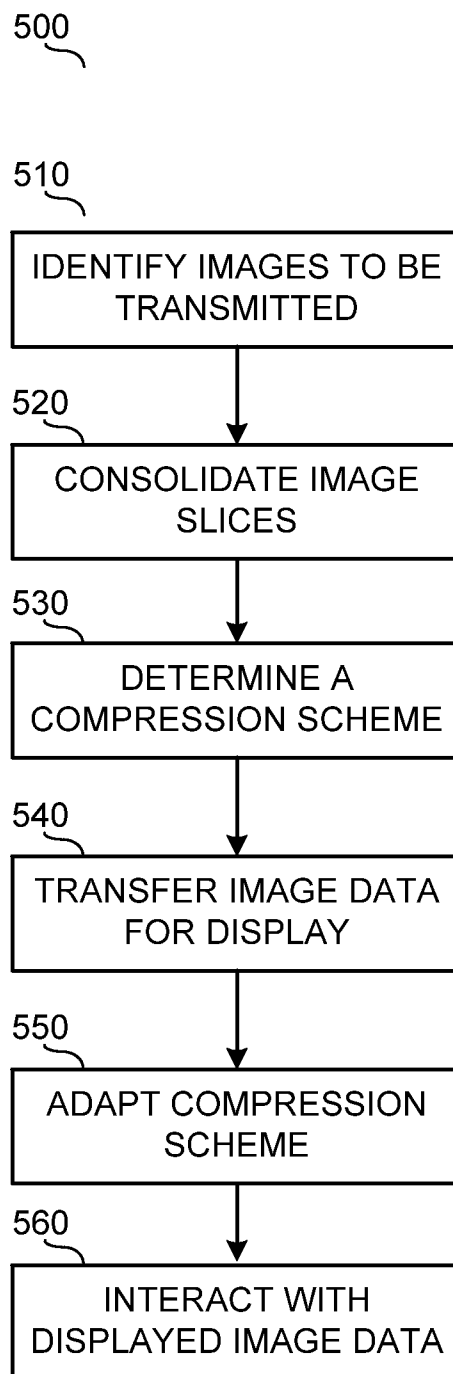 500
510
IDENTIFY IMAGES TO BE
TRANSMITTED
520
CONSOLIDATE IMAGE
SLICES
530
DETERMINE A
COMPRESSION SCHEME
540
TRANSFER IMAGE DATA
FOR DISPLAY
550
ADAPT COMPRESSION
SCHEME
560
INTERACT WITH
DISPLAYED IMAGE DATA